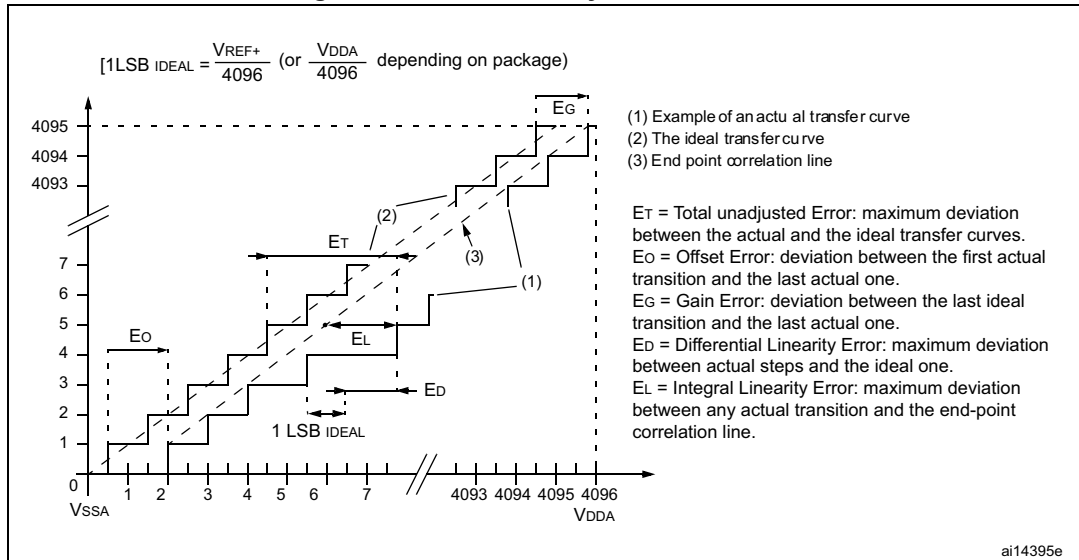 [1LSB IDEAL = VREF+ / 4096 (or VDDA / 4096 depending on package)
EG
(1) Example of an actu al transfer curve
(2) The ideal transfer cu rve
(3) End point correlation line
4095
4094
4093
(2)
ET
(3)
(1)
7
6
5
4
3
2
1
0
EO
EL
ED
1 LSB IDEAL
ET = Total unadjusted Error: maximum deviation
between the actual and the ideal transfer curves.
EO = Offset Error: deviation between the first actual
transition and the last actual one.
EG = Gain Error: deviation between the last ideal
transition and the last actual one.
ED = Differential Linearity Error: maximum deviation
between actual steps and the ideal one.
EL = Integral Linearity Error: maximum deviation
between any actual transition and the end-point
correlation line.
1 2 3 4 5 6 7 4093 4094 4095 4096
VSSA
VDDA
ai14395e